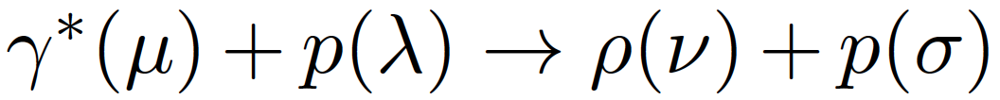 γ*(μ) + p(λ) → ρ(ν) + p(σ)